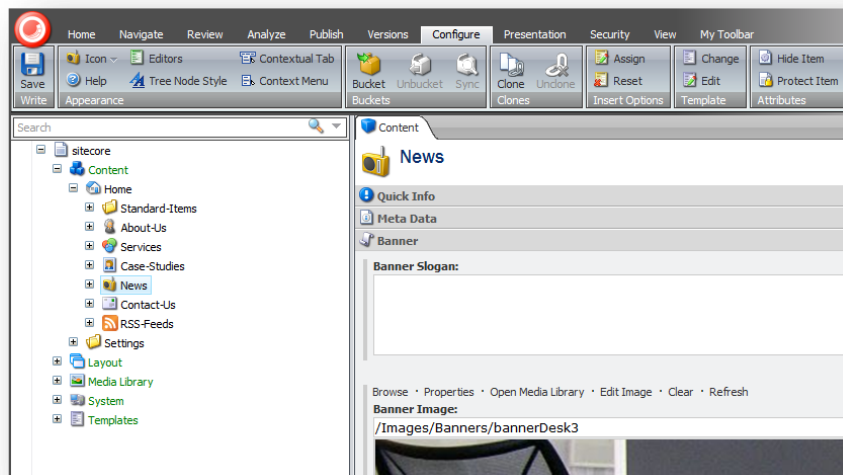 Home Navigate Review Analyze Publish Versions Configure Presentation Security View My Toolbar
Icon Editors Contextual Tab Assign Change Hide Item
Save Help Tree Node Style Context Menu Bucket Unbucket Sync Clone Unclone Reset Edit Protect Item
Write Appearance Buckets Clones Insert Options Template Attributes
Search
Content
sitecore
News
Content
Home
Quick Info
Standard-Items
Meta Data
About-Us
Banner
Services
Case-Studies
Banner Slogan:
News
Contact-Us
RSS-Feeds
Settings
Layout
Media Library
System
Templates
Browse · Properties · Open Media Library · Edit Image · Clear · Refresh
Banner Image:
/Images/Banners/bannerDesk3